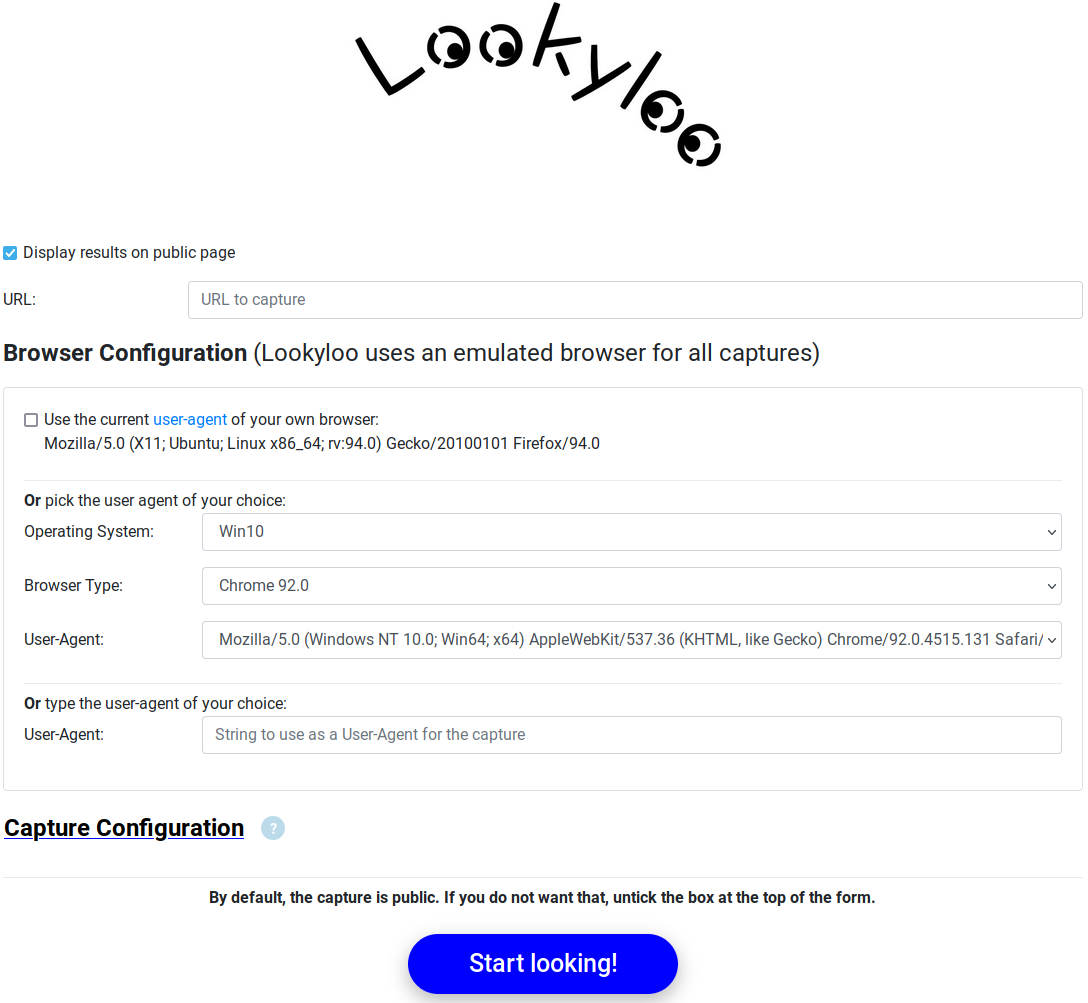 Lookyloo
Display results on public page
URL:
URL to capture
Browser Configuration (Lookyloo uses an emulated browser for all captures)
Use the current user-agent of your own browser:
Mozilla/5.0 (X11; Ubuntu; Linux x86_64; rv:94.0) Gecko/20100101 Firefox/94.0
Or pick the user agent of your choice:
Operating System:
Win10
Browser Type:
Chrome 92.0
User-Agent:
Mozilla/5.0 (Windows NT 10.0; Win64; x64) AppleWebKit/537.36 (KHTML, like Gecko) Chrome/92.0.4515.131 Safari/
Or type the user-agent of your choice:
User-Agent:
String to use as a User-Agent for the capture
Capture Configuration ?
By default, the capture is public. If you do not want that, untick the box at the top of the form.
Start looking!